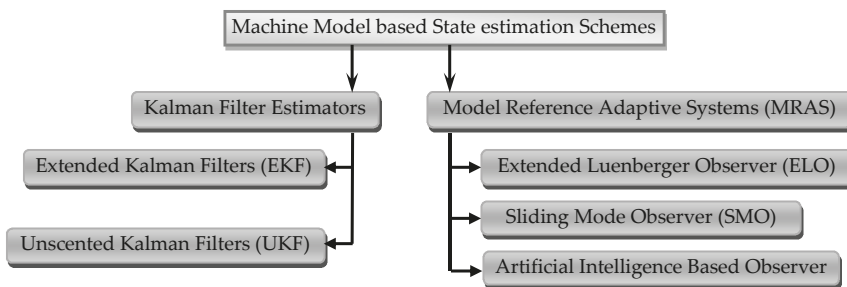 Machine Model based State estimation Schemes
Kalman Filter Estimators
Model Reference Adaptive Systems (MRAS)
Extended Kalman Filters (EKF)
Extended Luenberger Observer (ELO)
Sliding Mode Observer (SMO)
Unscented Kalman Filters (UKF)
Artificial Intelligence Based Observer